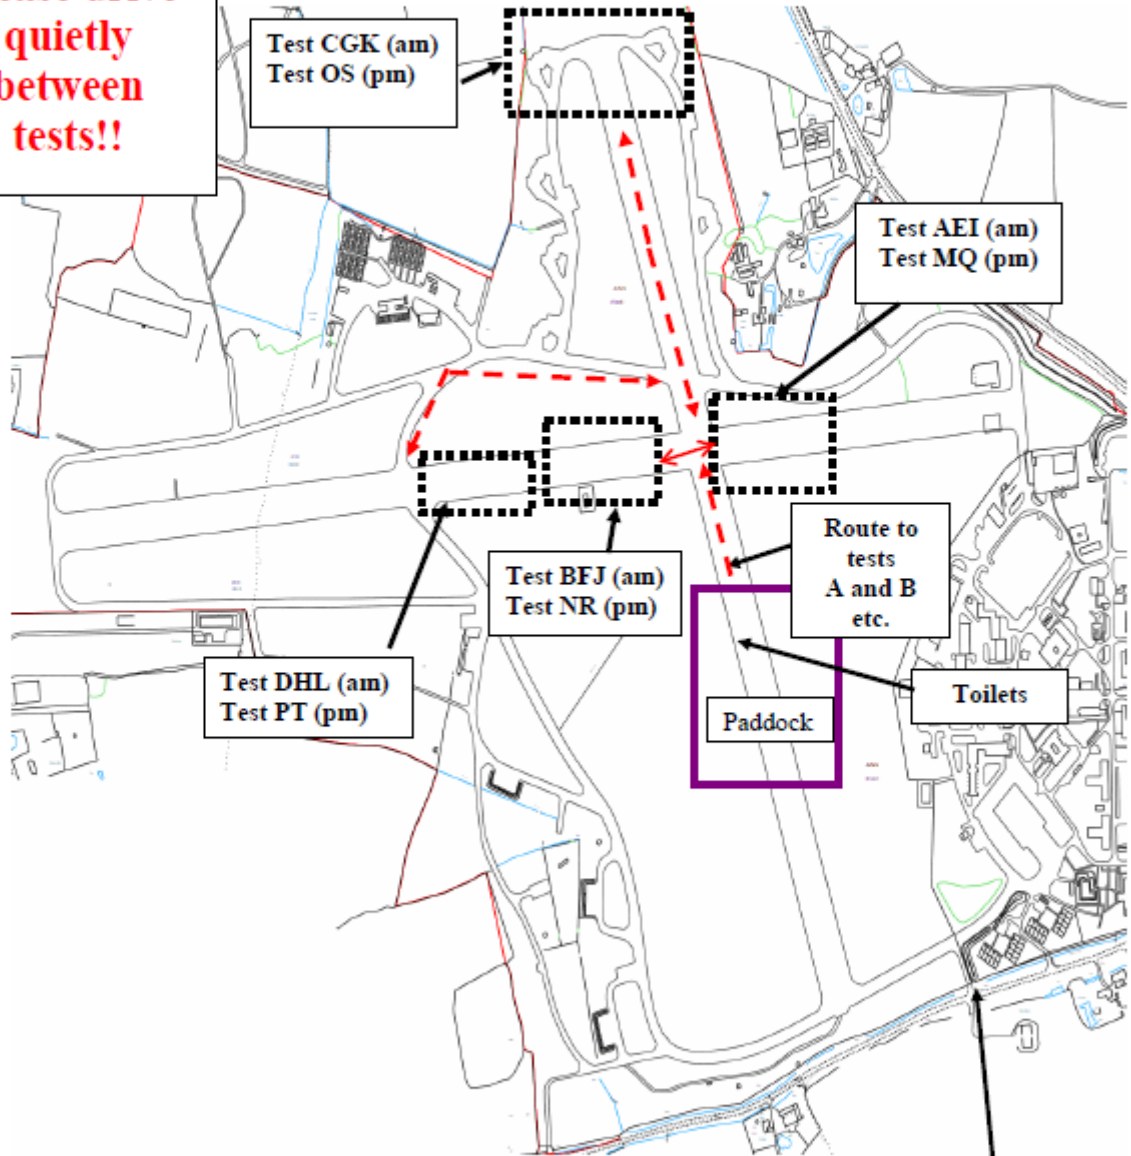 quietly
between
tests!!
Test CGK (am)
Test OS (pm)
Test AEI (am)
Test MQ (pm)
Route to
tests
A and B
etc.
Test BFJ (am)
Test NR (pm)
Test DHL (am)
Test PT (pm)
Toilets
Paddock